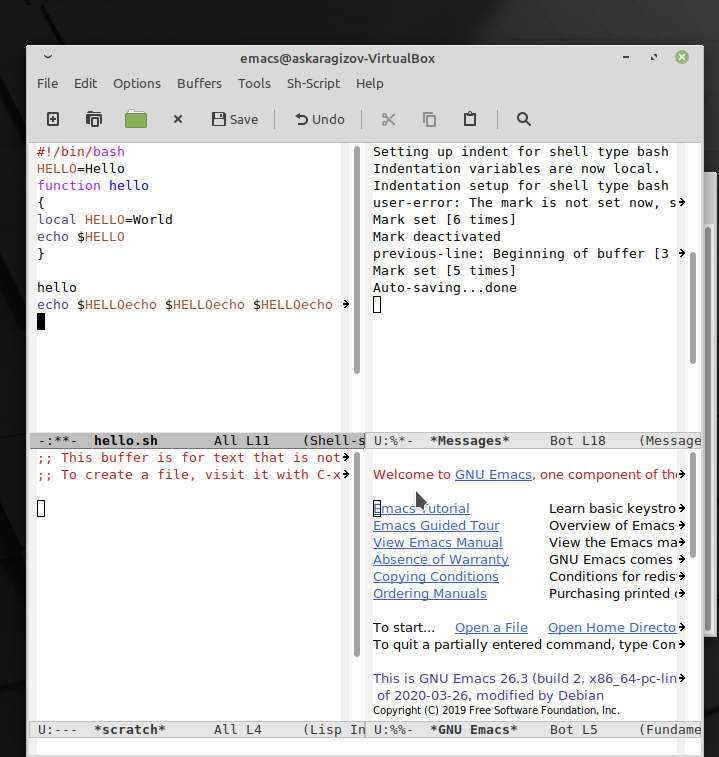 emacs@askaragizov-VirtualBox
File Edit Options Buffers Tools Sh-Script Help
Save Undo
#!/bin/bash
HELLO=Hello
function hello
{
local HELLO=World
echo $HELLO
}
hello
echo $HELLOecho $HELLOecho $HELLOecho
-:**- hello.sh All L11 (Shell-s
Setting up indent for shell type bash
Indentation variables are now local.
Indentation setup for shell type bash
user-error: The mark is not set now, s
Mark set [6 times]
Mark deactivated
previous-line: Beginning of buffer [3
Mark set [5 times]
Auto-saving...done
U:%*- *Messages* Bot L18 (Message
;; This buffer is for text that is not
;; To create a file, visit it with C-x
U:--- *scratch* All L4 (Lisp In
Welcome to GNU Emacs, one component of the
Emacs Tutorial Learn basic keystro
Emacs Guided Tour Overview of Emacs
View Emacs Manual View the Emacs ma
Absence of Warranty GNU Emacs comes
Copying Conditions Conditions for redis
Ordering Manuals Purchasing printed
To start... Open a File Open Home Directo
To quit a partially entered command, type Con
This is GNU Emacs 26.3 (build 2, x86_64-pc-lin
of 2020-03-26, modified by Debian
Copyright (C) 2019 Free Software Foundation, Inc.
U:%%- *GNU Emacs* Bot L5 (Fundame